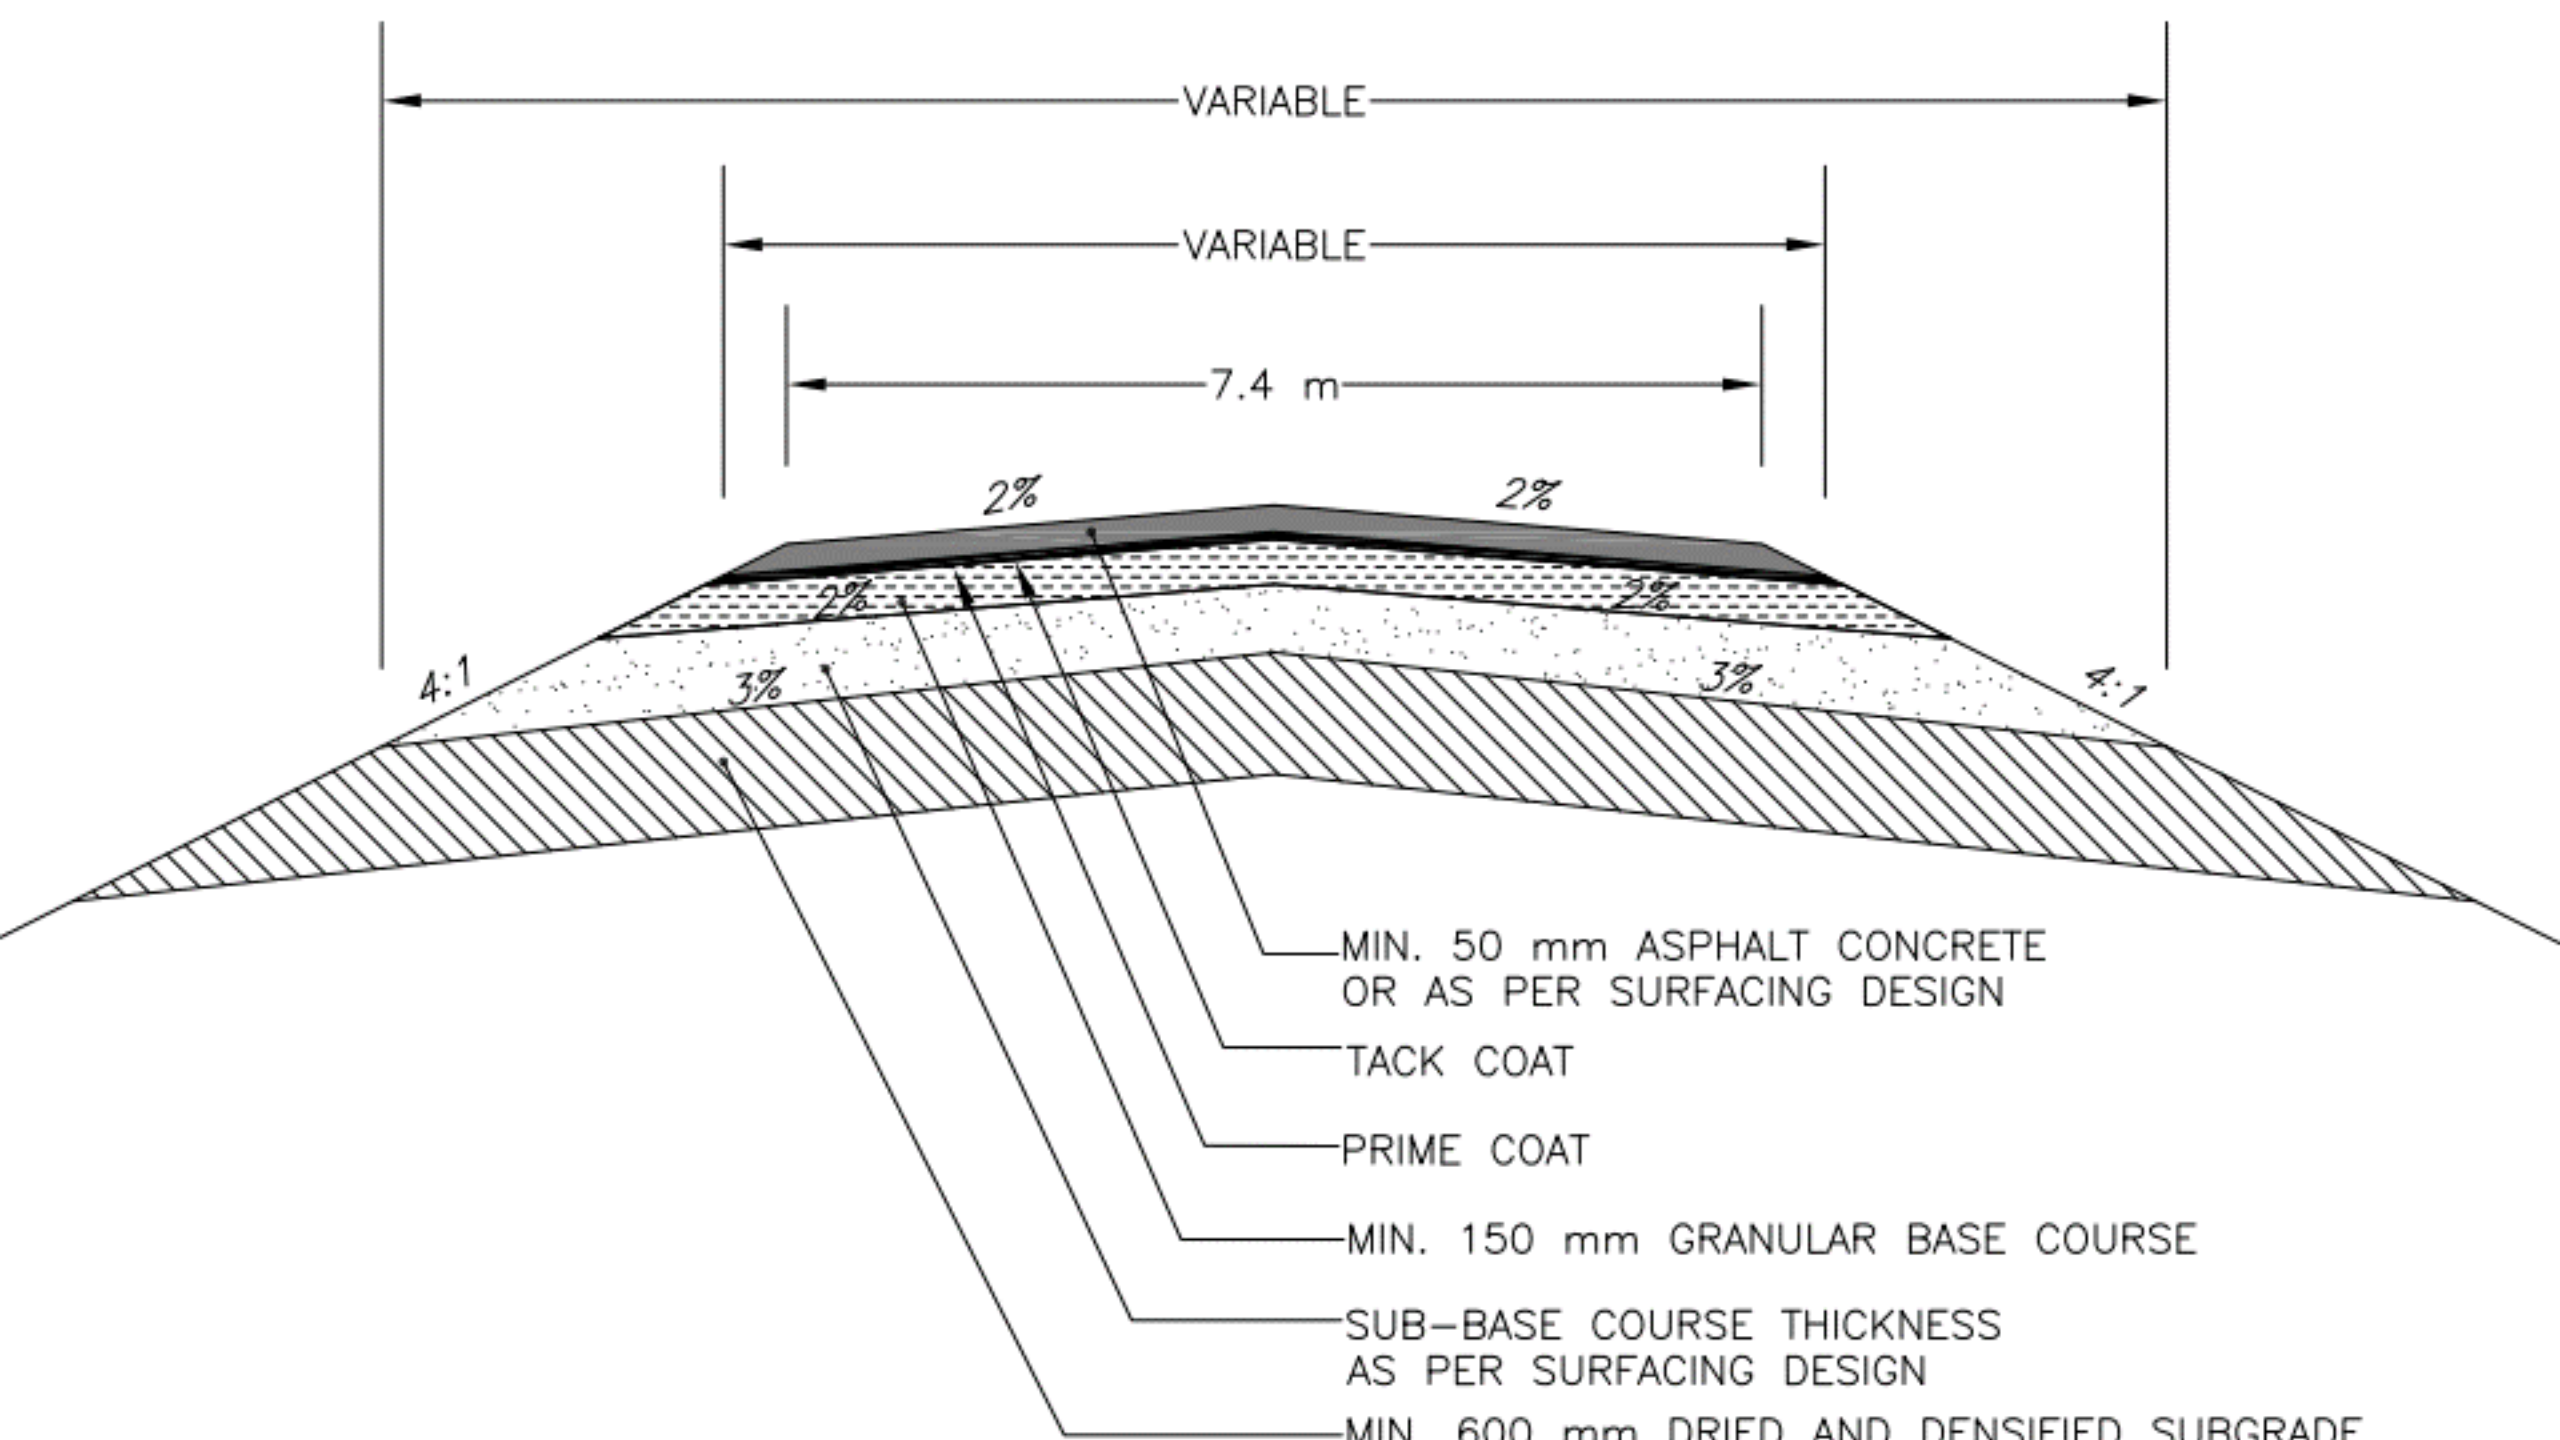 VARIABLE
VARIABLE
7.4 m
2% 2%
2% 2%
4:1 3% 3% 4:1
MIN. 50 mm ASPHALT CONCRETE
OR AS PER SURFACING DESIGN
TACK COAT
PRIME COAT
MIN. 150 mm GRANULAR BASE COURSE
SUB-BASE COURSE THICKNESS
AS PER SURFACING DESIGN
MIN. 600 mm DRIED AND DENSIFIED SUBGRADE